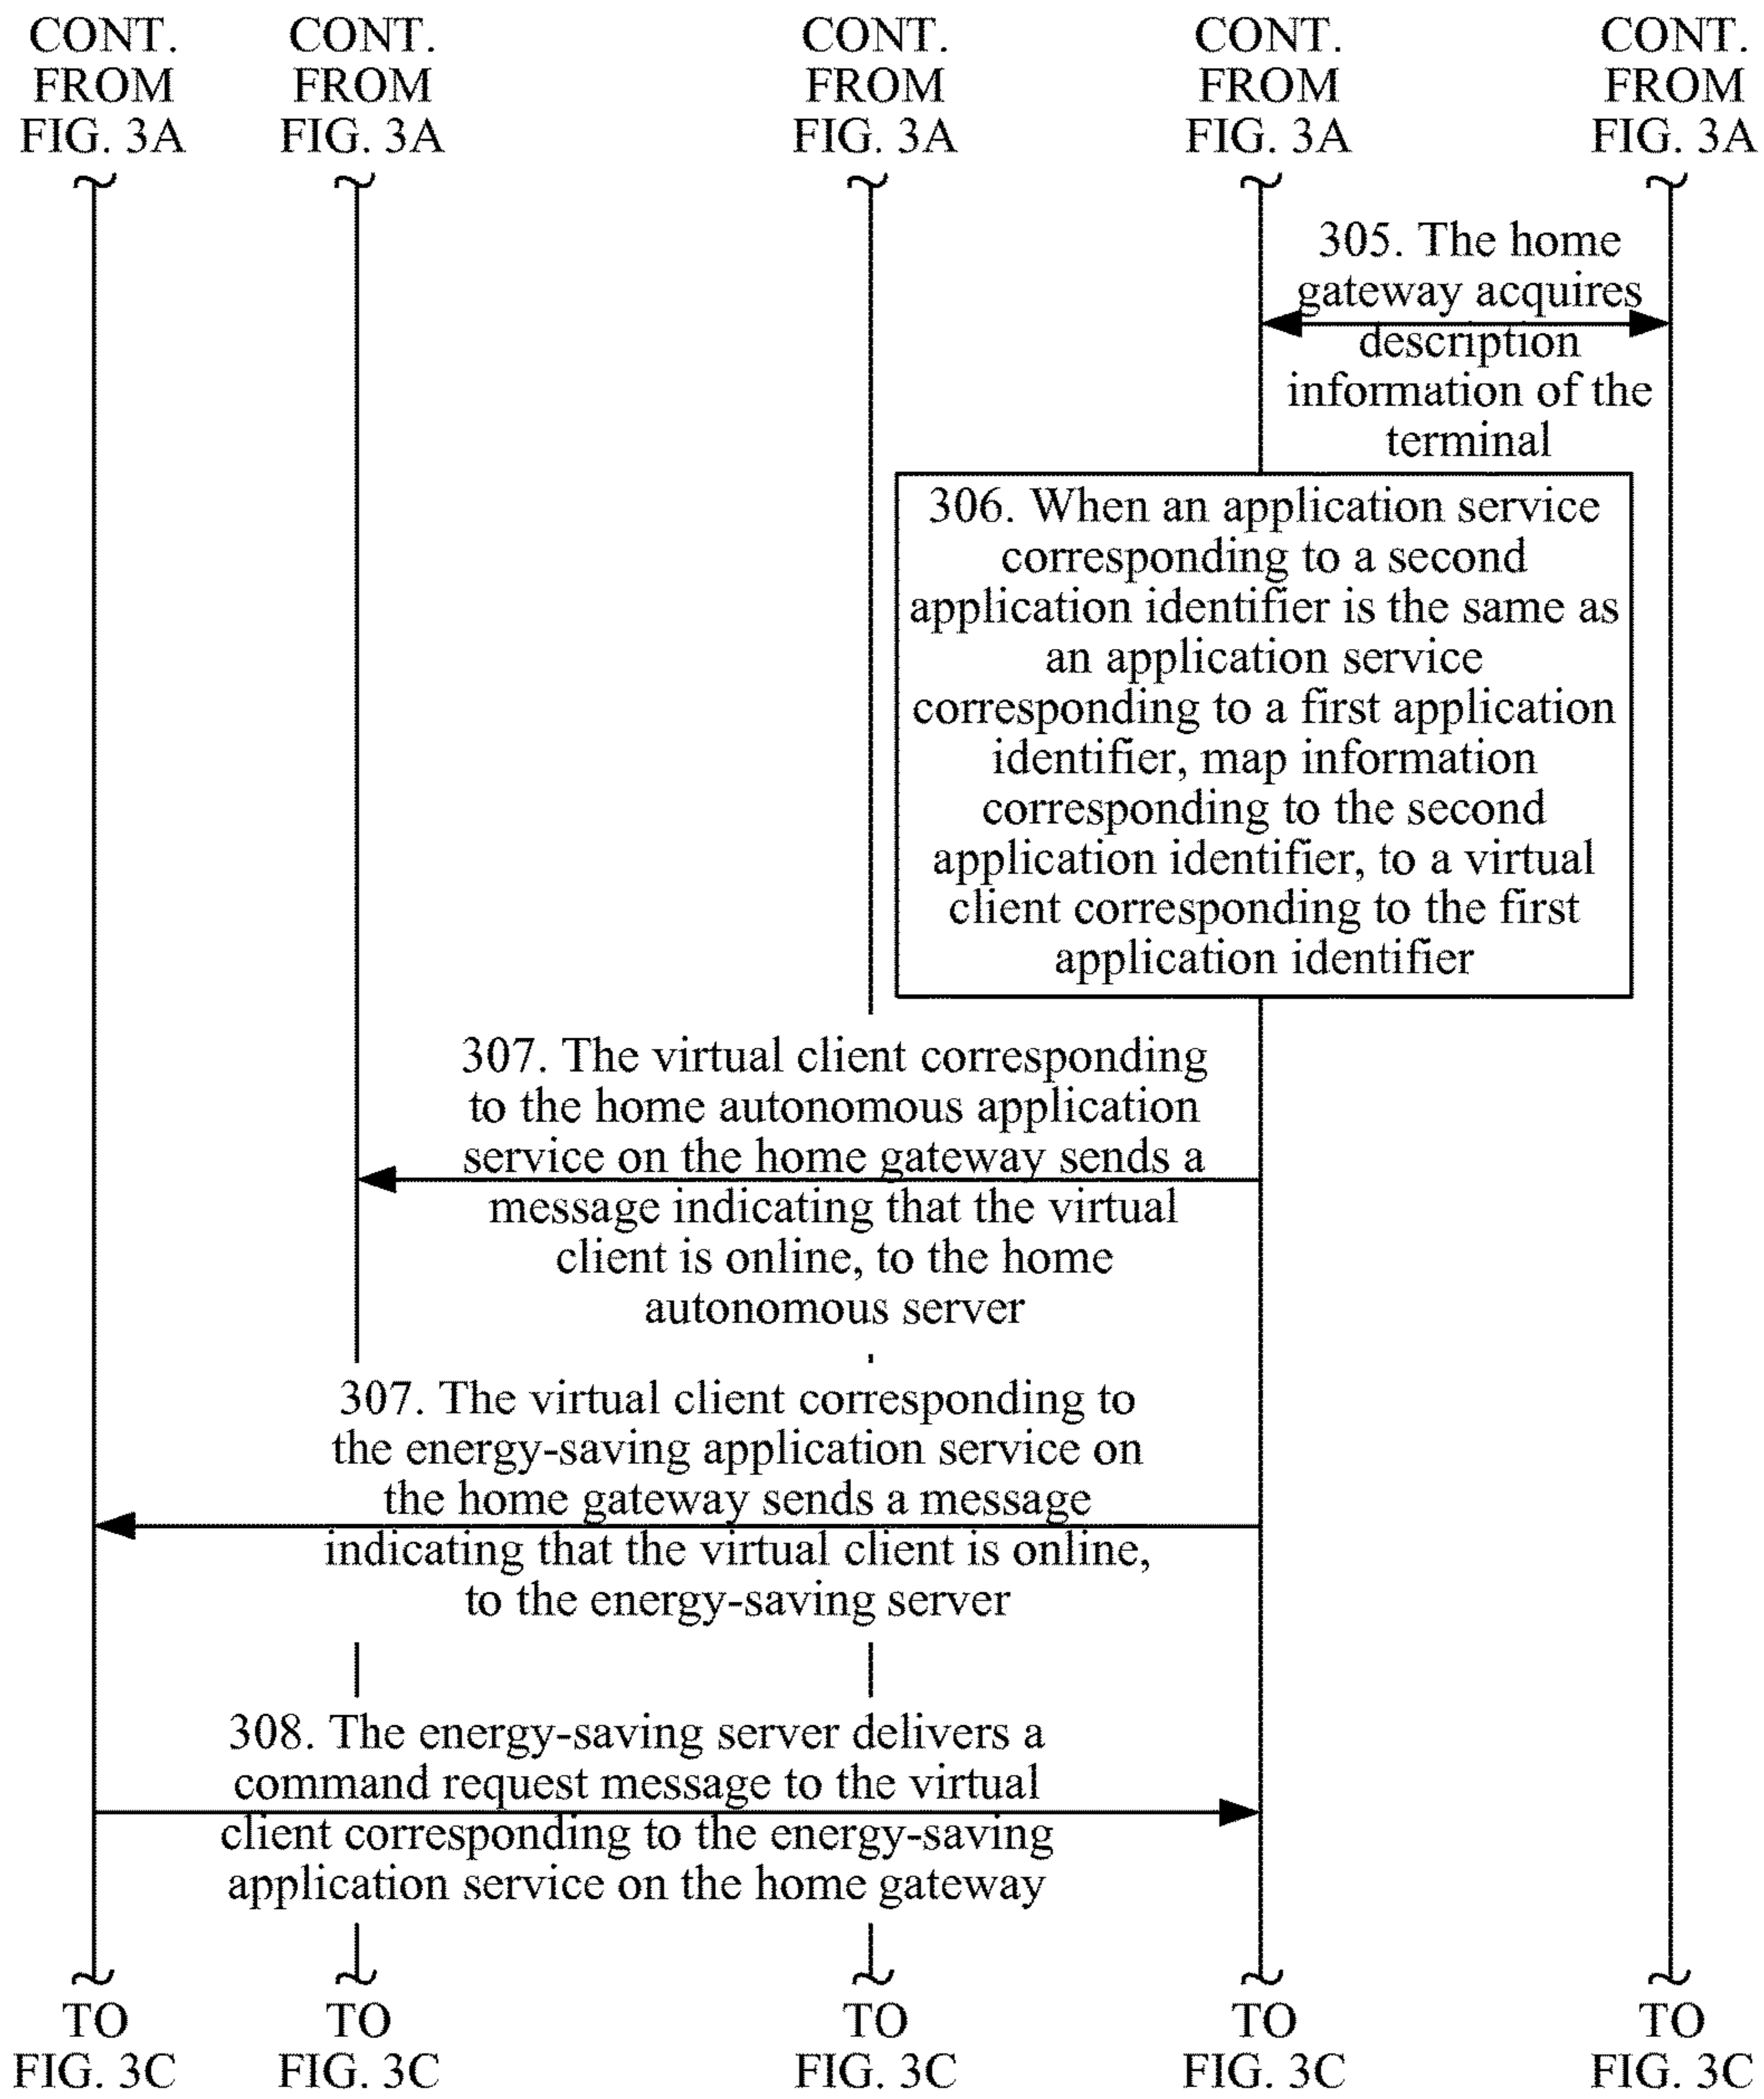 CONT.
FROM
FIG. 3A
CONT.
FROM
FIG. 3A
CONT.
FROM
FIG. 3A
CONT.
FROM
FIG. 3A
CONT.
FROM
FIG. 3A
305. The home
gateway acquires
description
information of the
terminal
306. When an application service
corresponding to a second
application identifier is the same as
an application service
corresponding to a first application
identifier, map information
corresponding to the second
application identifier, to a virtual
client corresponding to the first
application identifier
307. The virtual client corresponding
to the home autonomous application
service on the home gateway sends a
message indicating that the virtual
client is online, to the home
autonomous server
307. The virtual client corresponding to
the energy-saving application service on
the home gateway sends a message
indicating that the virtual client is online,
to the energy-saving server
308. The energy-saving server delivers a
command request message to the virtual
client corresponding to the energy-saving
application service on the home gateway
TO
FIG. 3C
TO
FIG. 3C
TO
FIG. 3C
TO
FIG. 3C
TO
FIG. 3C